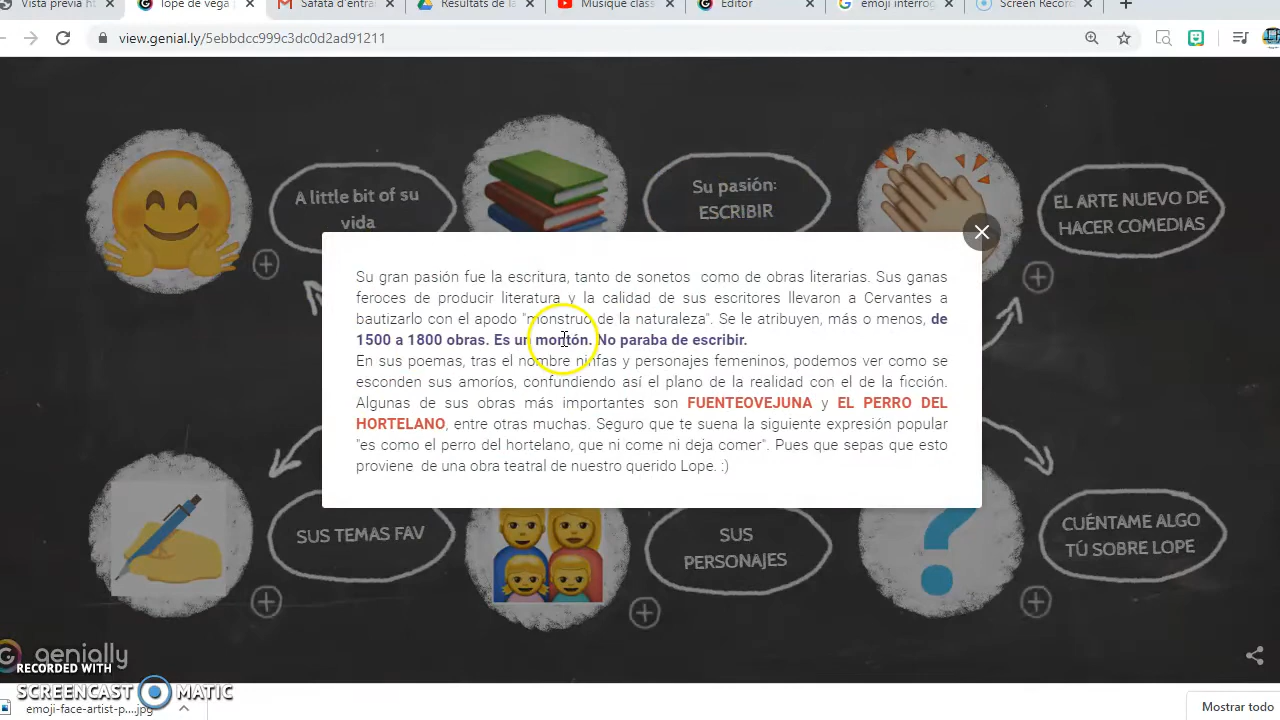 Vista previa ht
lope de vega
Safata d'entra
Resultats de la
Musique class
Editor
emoji interrog
Screen Record
view.genial.ly/5ebbdcc999c3dc0d2ad91211
A little bit of su
vida
Su pasión:
ESCRIBIR
EL ARTE NUEVO DE
HACER COMEDIAS
Su gran pasión fue la escritura, tanto de sonetos como de obras literarias. Sus ganas
feroces de producir literatura y la calidad de sus escritores llevaron a Cervantes a
bautizarlo con el apodo "monstruo de la naturaleza". Se le atribuyen, más o menos, de
1500 a 1800 obras. Es un montón. No paraba de escribir.
En sus poemas, tras el nombre ninfas y personajes femeninos, podemos ver como se
esconden sus amoríos, confundiendo así el plano de la realidad con el de la ficción.
Algunas de sus obras más importantes son FUENTEOVEJUNA y EL PERRO DEL
HORTELANO, entre otras muchas. Seguro que te suena la siguiente expresión popular
"es como el perro del hortelano, que ni come ni deja comer". Pues que sepas que esto
proviene de una obra teatral de nuestro querido Lope. :)
SUS TEMAS FAV
SUS
PERSONAJES
CUÉNTAME ALGO
TÚ SOBRE LOPE
genially
RECORDED WITH
SCREENCAST MATIC
emoji-face-artist-p....jpg
Mostrar todo